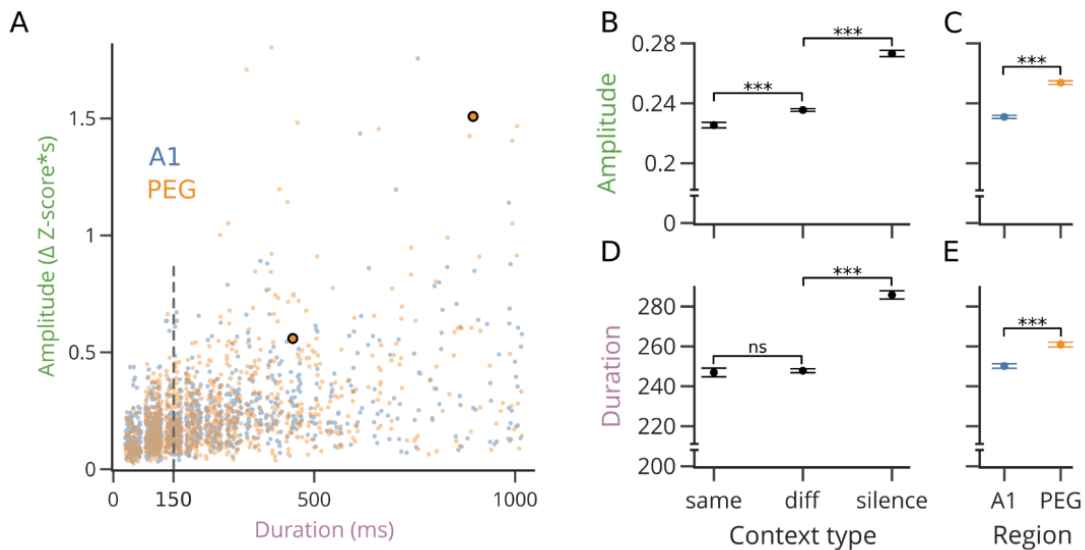 A
Amplitude (Δ Z-score*s)
1.5
1
0.5
0
A1
PEG
0
150
500
1000
Duration (ms)
B
Amplitude
0.28
0.24
0.2
0
***
***
C
***
D
Duration
280
260
240
220
200
ns
***
same
diff
silence
Context type
E
***
A1
PEG
Region